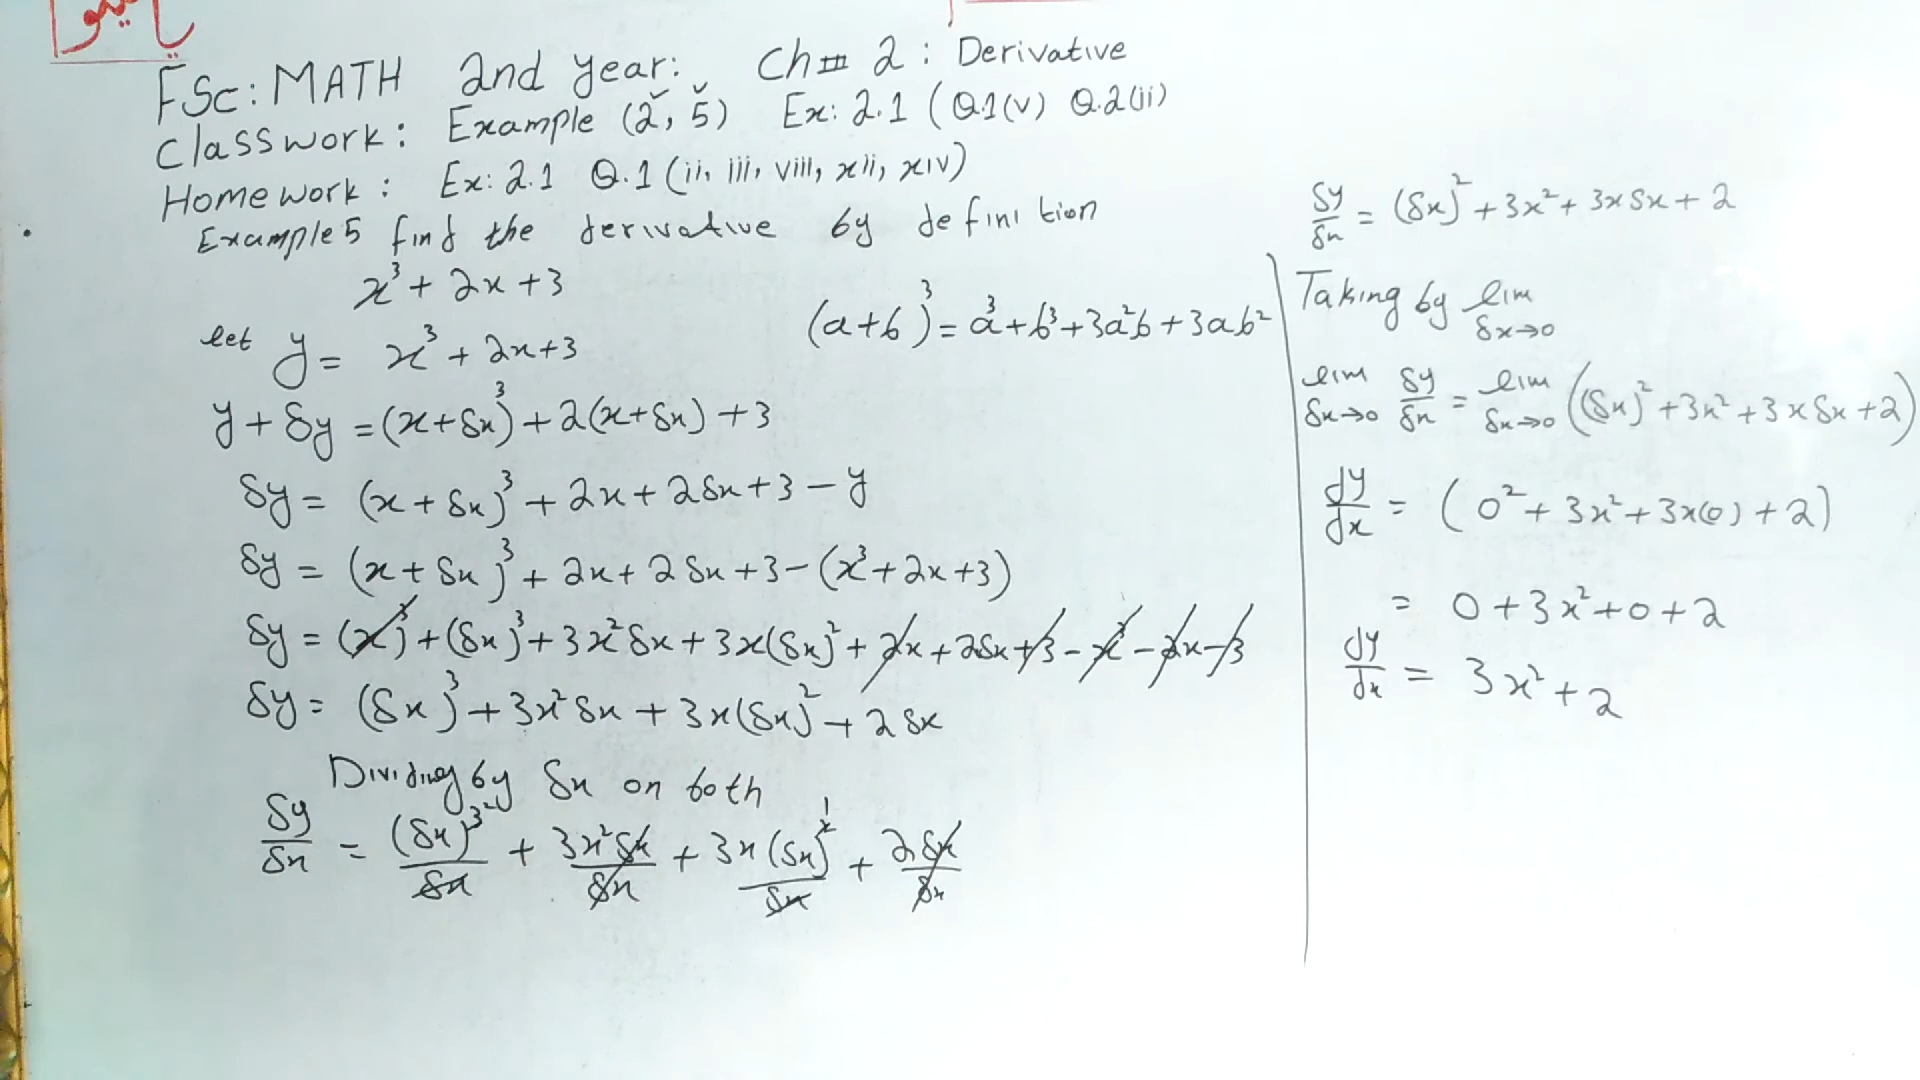 FSc: MATH 2nd year: Ch # 2 : Derivative
Classwork: Example (2, 5) Ex: 2.1 (Q.1(v) Q.2(ii)
Homework: Ex: 2.1 Q.1 (ii, iii, viii, xii, xiv)
Example 5 find the derivative by definition
x³ + 2x + 3
let y = x³ + 2x + 3
(a+b)³ = a³ + b³ + 3a²b + 3ab²
y + δy = (x + δx)³ + 2(x + δx) + 3
δy = (x + δx)³ + 2x + 2δx + 3 − y
δy = (x + δx)³ + 2x + 2δx + 3 − (x³ + 2x + 3)
δy = (x)³ + (δx)³ + 3x²δx + 3x(δx)² + 2x + 2δx + 3 − x³ − 2x − 3
δy = (δx)³ + 3x²δx + 3x(δx)² + 2δx
Dividing by δx on both
δy/δx = (δx)³²/δx + 3x²δx/δx + 3x(δx)²¹/δx + 2δx/δx
δy/δx = (δx)² + 3x² + 3xδx + 2
Taking by lim δx→0
lim δx→0 δy/δx = lim δx→0 ((δx)² + 3x² + 3xδx + 2)
dy/dx = (0² + 3x² + 3x(0) + 2)
= 0 + 3x² + 0 + 2
dy/dx = 3x² + 2